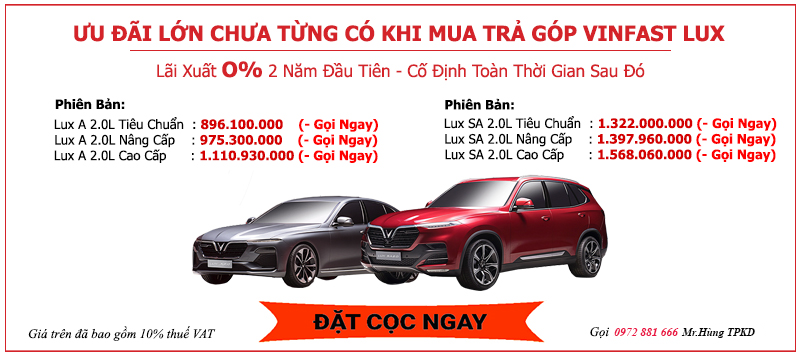 ƯU ĐÃI LỚN CHƯA TỪNG CÓ KHI MUA TRẢ GÓP VINFAST LUX
Lãi Xuất 0% 2 Năm Đầu Tiên - Cố Định Toàn Thời Gian Sau Đó
Phiên Bản:
Lux A 2.0L Tiêu Chuẩn : 896.100.000 (- Gọi Ngay)
Lux A 2.0L Nâng Cấp : 975.300.000 (- Gọi Ngay)
Lux A 2.0L Cao Cấp : 1.110.930.000 (- Gọi Ngay)
Phiên Bản:
Lux SA 2.0L Tiêu Chuẩn : 1.322.000.000 (- Gọi Ngay)
Lux SA 2.0L Nâng Cấp : 1.397.960.000 (- Gọi Ngay)
Lux SA 2.0L Cao Cấp : 1.568.060.000 (- Gọi Ngay)
ĐẶT CỌC NGAY
Giá trên đã bao gồm 10% thuế VAT
Gọi 0972 881 666 Mr.Hùng TPKD